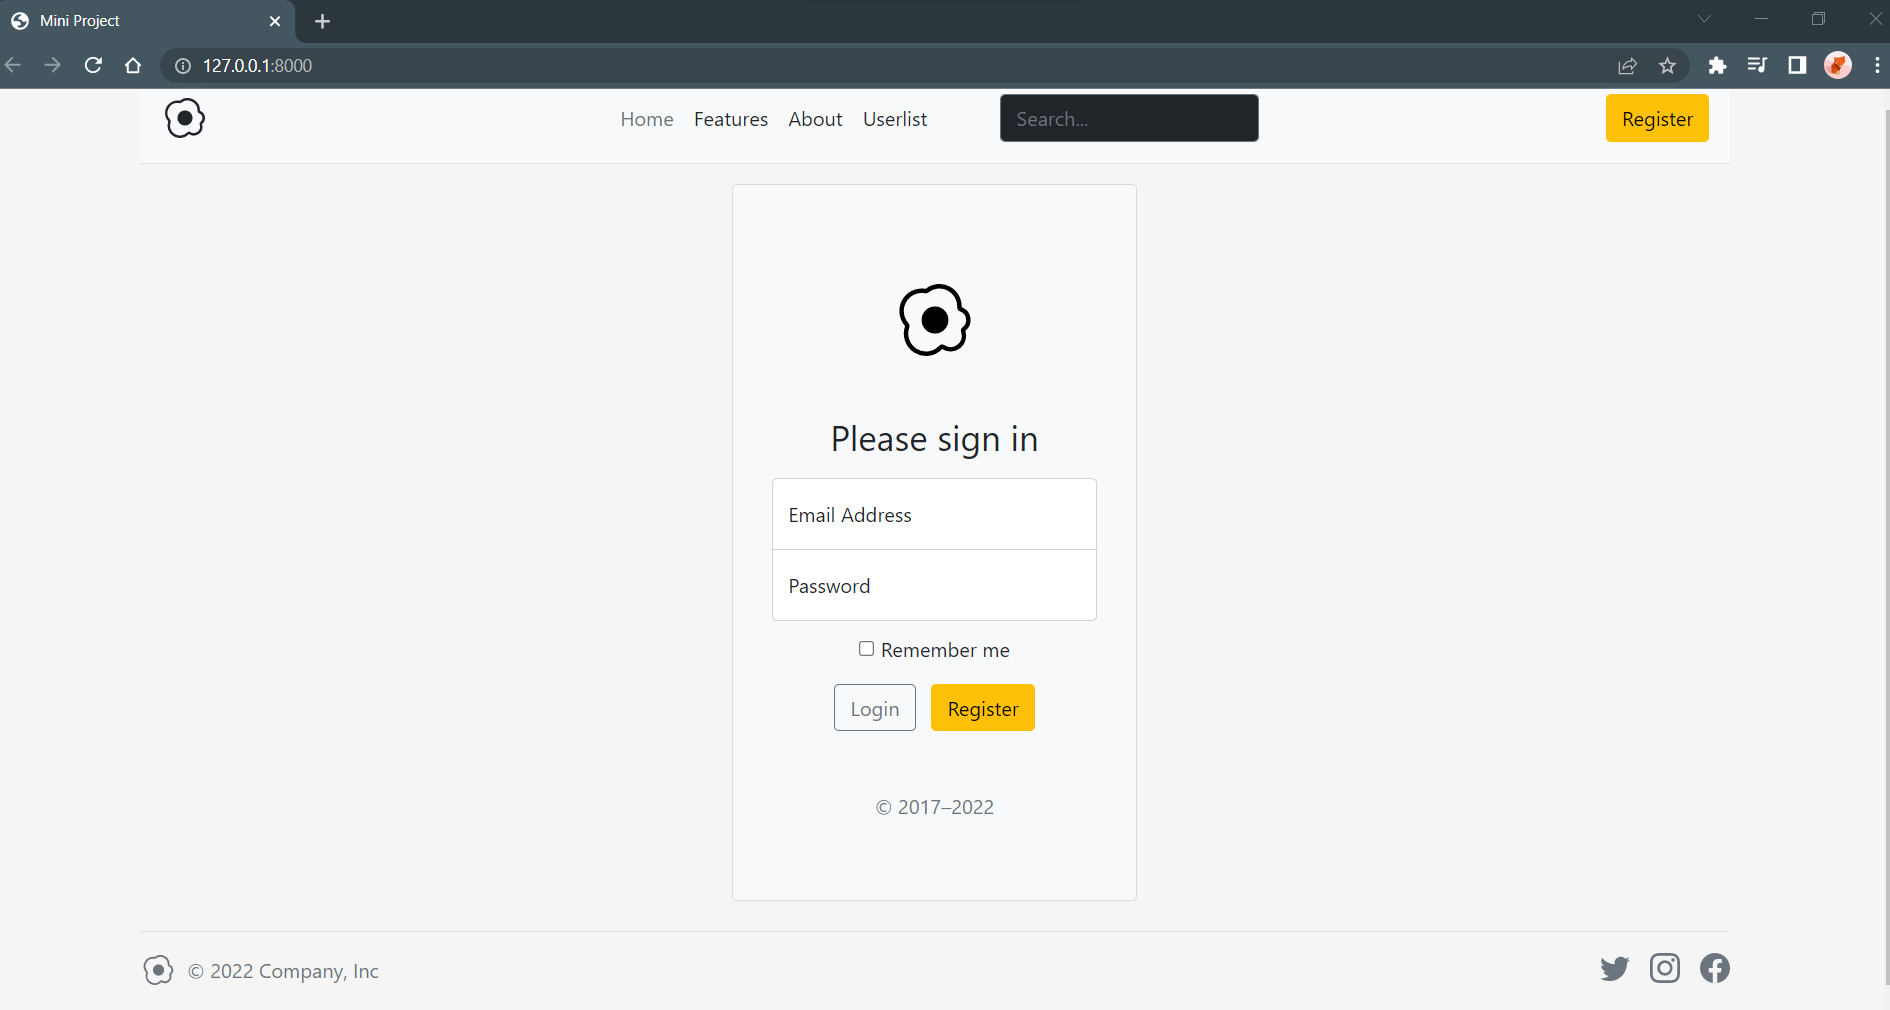 Mini Project
127.0.0.1:8000
Home Features About Userlist Search... Register
Please sign in
Email Address
Password
Remember me
Login Register
© 2017–2022
© 2022 Company, Inc